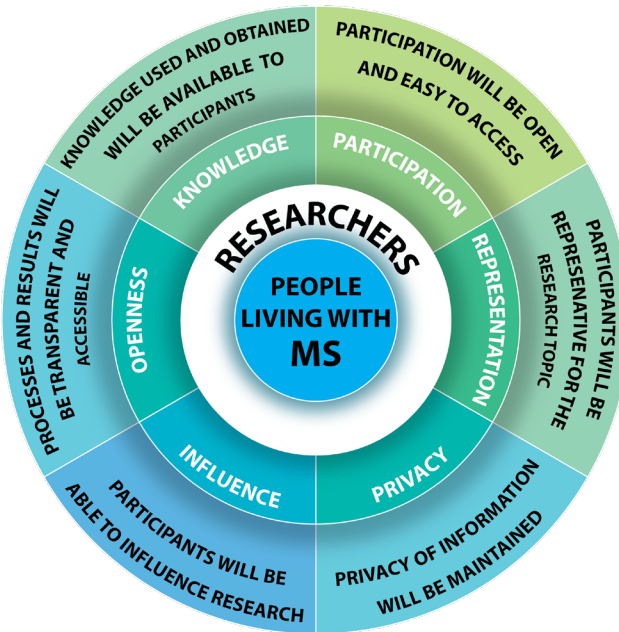 PEOPLE
LIVING WITH
MS
RESEARCHERS
KNOWLEDGE
KNOWLEDGE USED AND OBTAINED
WILL BE AVAILABLE TO
PARTICIPANTS
PARTICIPATION
PARTICIPATION WILL BE OPEN
AND EASY TO ACCESS
REPRESENTATION
PARTICIPANTS WILL BE
REPRESENATIVE FOR THE
RESEARCH TOPIC
PRIVACY
PRIVACY OF INFORMATION
WILL BE MAINTAINED
INFLUENCE
PARTICIPANTS WILL BE
ABLE TO INFLUENCE RESEARCH
OPENNESS
PROCESSES AND RESULTS WILL
BE TRANSPARENT AND
ACCESSIBLE